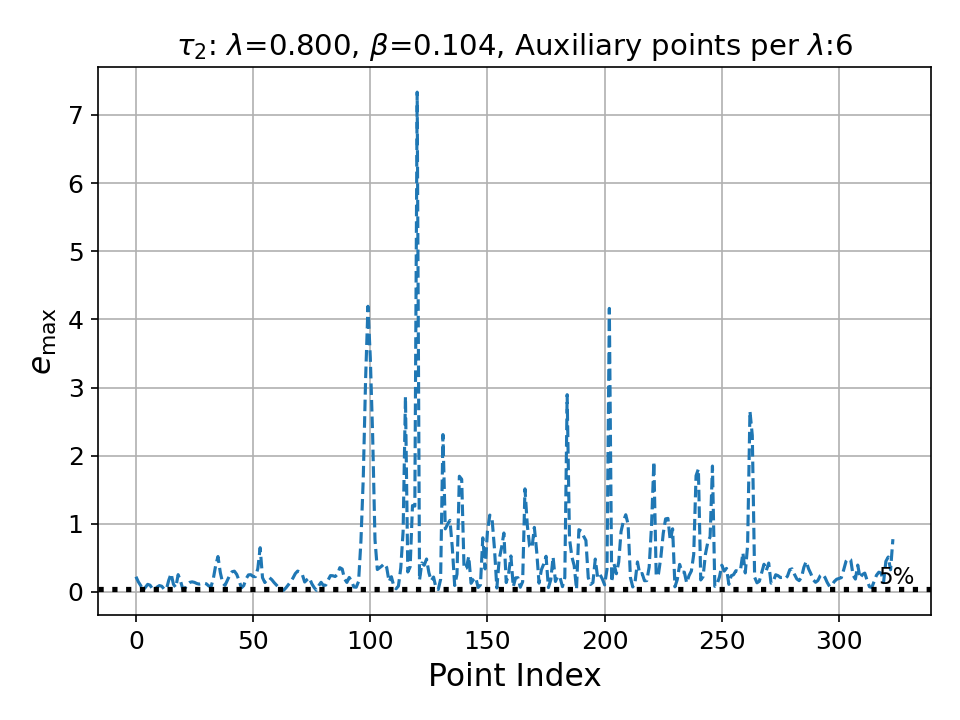 τ₂: λ=0.800, β=0.104, Auxiliary points per λ:6
e_max
7
6
5
4
3
2
1
0
5%
0 50 100 150 200 250 300
Point Index